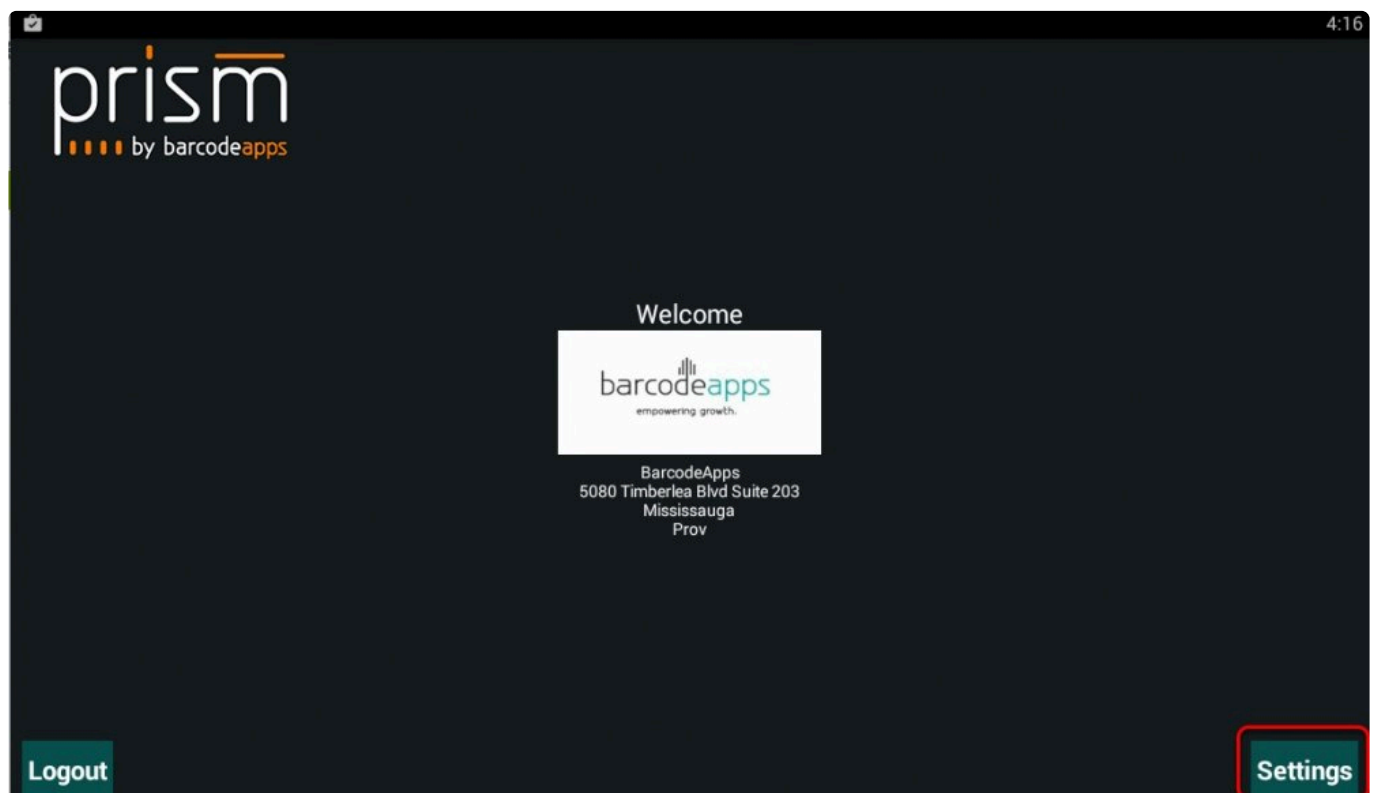 4:16
prism
by barcodeapps
Welcome
barcodeapps
empowering growth.
BarcodeApps
5080 Timberlea Blvd Suite 203
Mississauga
Prov
Logout
Settings